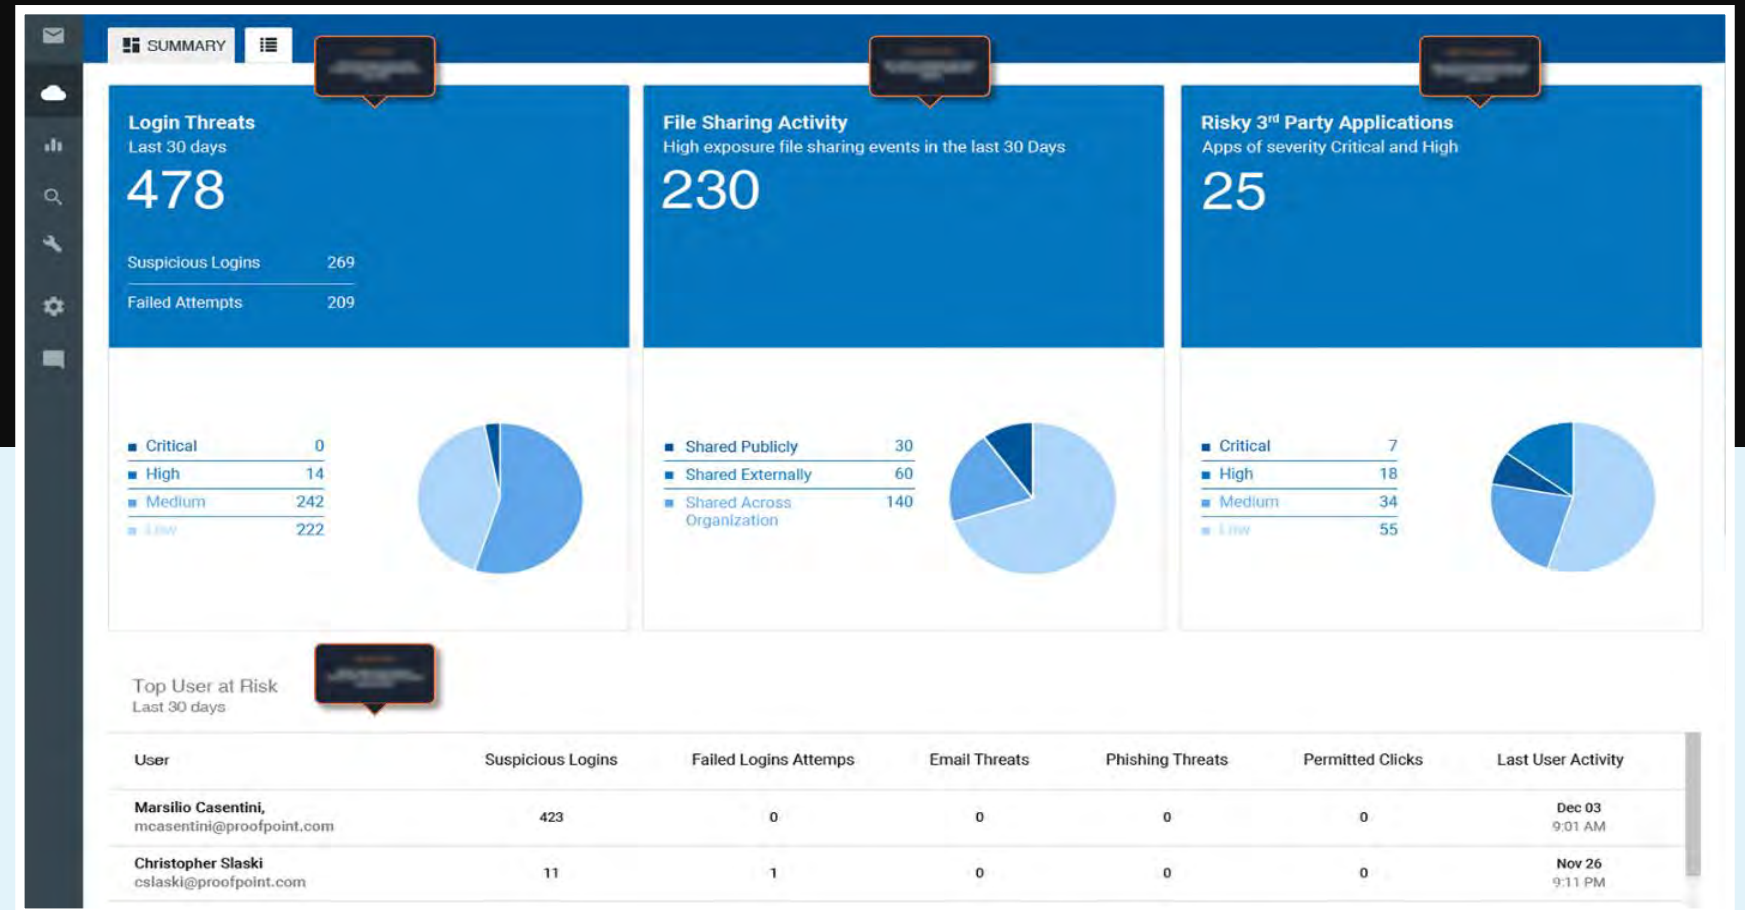 SUMMARY
Login Threats
Last 30 days
478
Suspicious Logins 269
Failed Attempts 209
Critical 0
High 14
Medium 242
Low 222
File Sharing Activity
High exposure file sharing events in the last 30 Days
230
Shared Publicly 30
Shared Externally 60
Shared Across 140
Organization
Risky 3rd Party Applications
Apps of severity Critical and High
25
Critical 7
High 18
Medium 34
Low 55
Top User at Risk
Last 30 days
User Suspicious Logins Failed Logins Attemps Email Threats Phishing Threats Permitted Clicks Last User Activity
Marsilio Casentini, 423 0 0 0 0 Dec 03
mcasentini@proofpoint.com 9:01 AM
Christopher Slaski 11 1 0 0 0 Nov 26
cslaski@proofpoint.com 9:11 PM